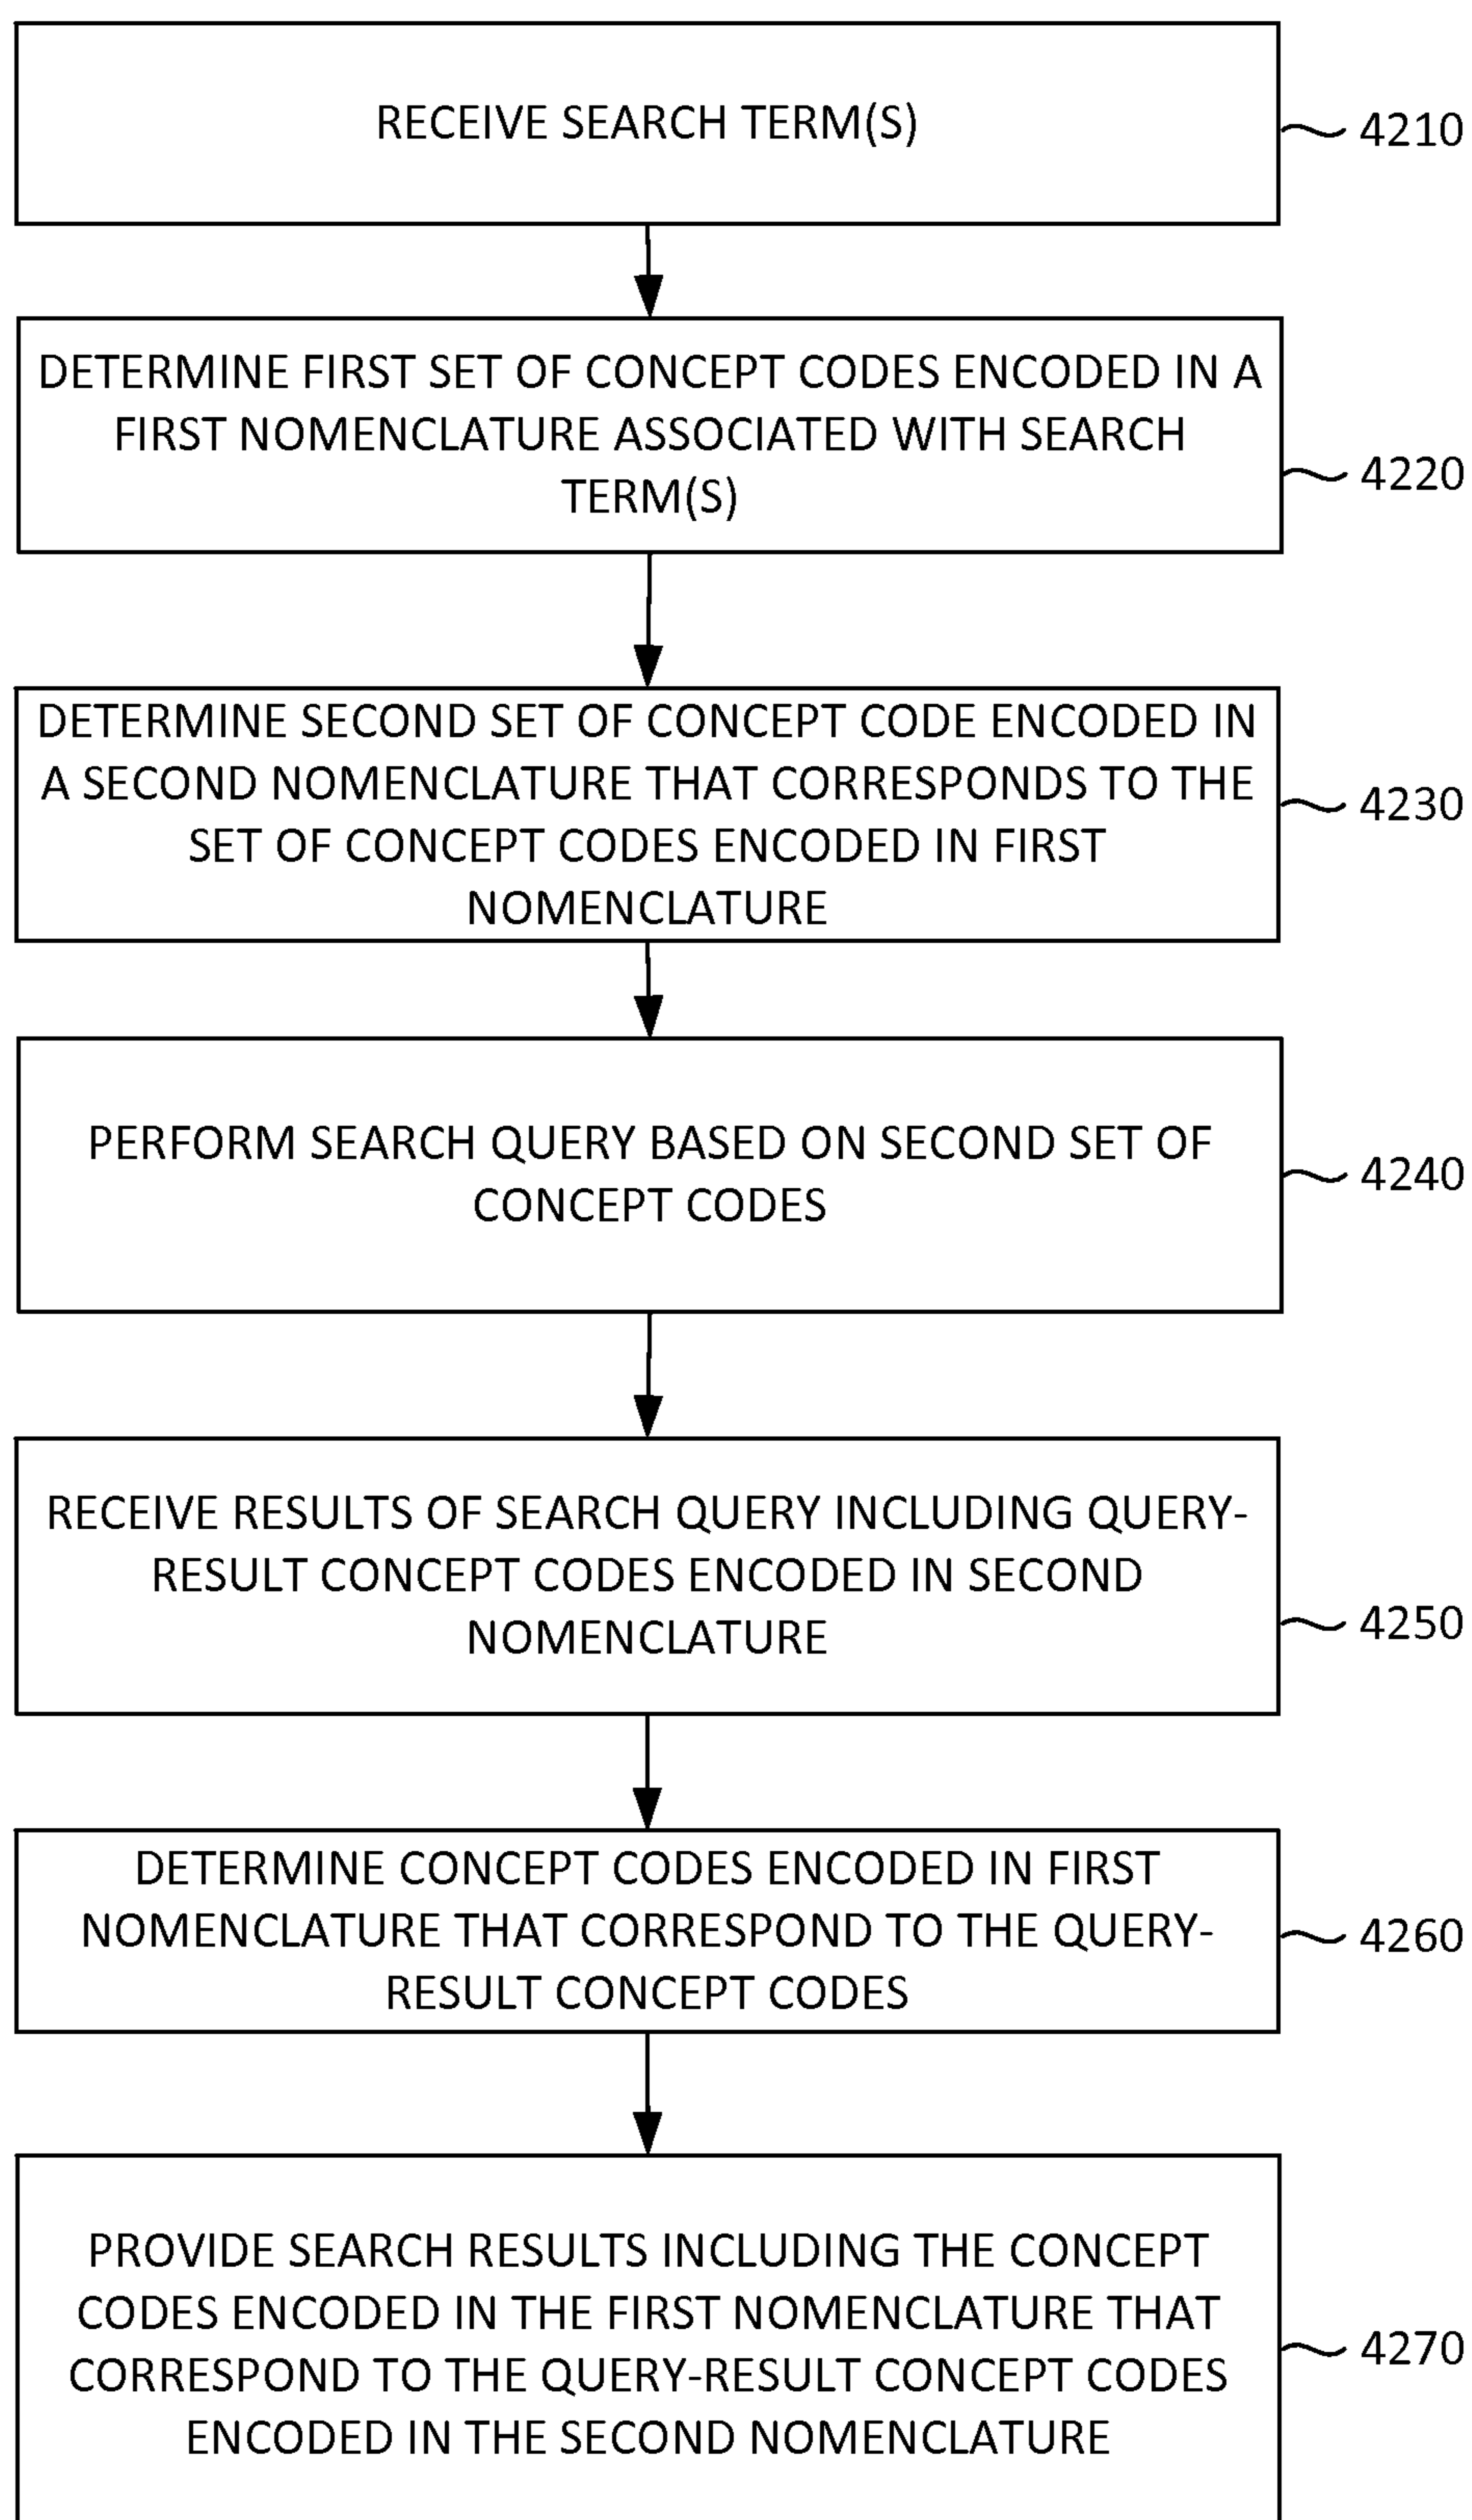 RECEIVE SEARCH TERM(S)
4210
DETERMINE FIRST SET OF CONCEPT CODES ENCODED IN A
FIRST NOMENCLATURE ASSOCIATED WITH SEARCH
TERM(S)
4220
DETERMINE SECOND SET OF CONCEPT CODE ENCODED IN
A SECOND NOMENCLATURE THAT CORRESPONDS TO THE
SET OF CONCEPT CODES ENCODED IN FIRST
NOMENCLATURE
4230
PERFORM SEARCH QUERY BASED ON SECOND SET OF
CONCEPT CODES
4240
RECEIVE RESULTS OF SEARCH QUERY INCLUDING QUERY-
RESULT CONCEPT CODES ENCODED IN SECOND
NOMENCLATURE
4250
DETERMINE CONCEPT CODES ENCODED IN FIRST
NOMENCLATURE THAT CORRESPOND TO THE QUERY-
RESULT CONCEPT CODES
4260
PROVIDE SEARCH RESULTS INCLUDING THE CONCEPT
CODES ENCODED IN THE FIRST NOMENCLATURE THAT
CORRESPOND TO THE QUERY-RESULT CONCEPT CODES
ENCODED IN THE SECOND NOMENCLATURE
4270